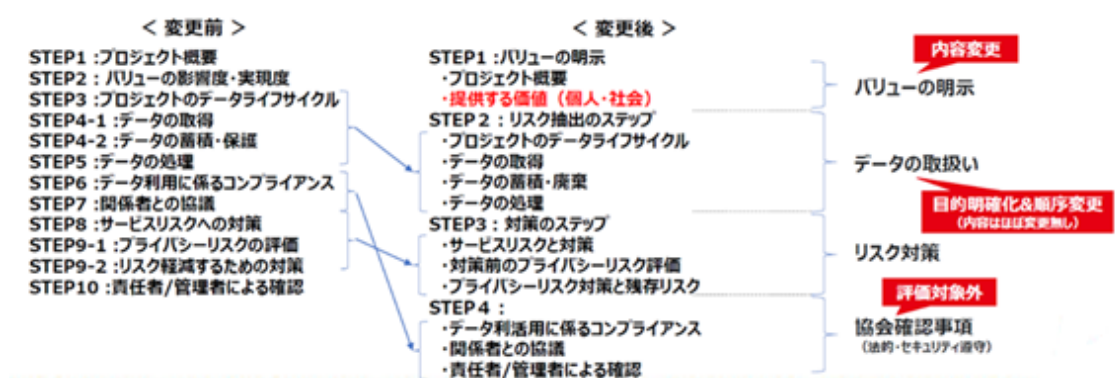 ＜ 変更前 ＞
STEP1 :プロジェクト概要
STEP2 : バリューの影響度・実現度
STEP3 :プロジェクトのデータライフサイクル
STEP4-1 :データの取得
STEP4-2 :データの蓄積・保護
STEP5 :データの処理
STEP6 :データ利用に係るコンプライアンス
STEP7 :関係者との協議
STEP8 :サービスリスクへの対策
STEP9-1 :プライバシーリスクの評価
STEP9-2 :リスク軽減するための対策
STEP10 :責任者/管理者による確認
＜ 変更後 ＞
STEP1 :バリューの明示
・プロジェクト概要
・提供する価値（個人・社会）
STEP２ : リスク抽出のステップ
・プロジェクトのデータライフサイクル
・データの取得
・データの蓄積・廃棄
・データの処理
STEP3 : 対策のステップ
・サービスリスクと対策
・対策前のプライバシーリスク評価
・プライバシーリスク対策と残存リスク
STEP４ :
・データ利活用に係るコンプライアンス
・関係者との協議
・責任者/管理者による確認
内容変更
バリューの明示
データの取扱い
目的明確化&順序変更
(内容はほぼ変更無し)
リスク対策
評価対象外
協会確認事項
（法的・セキュリティ遵守）